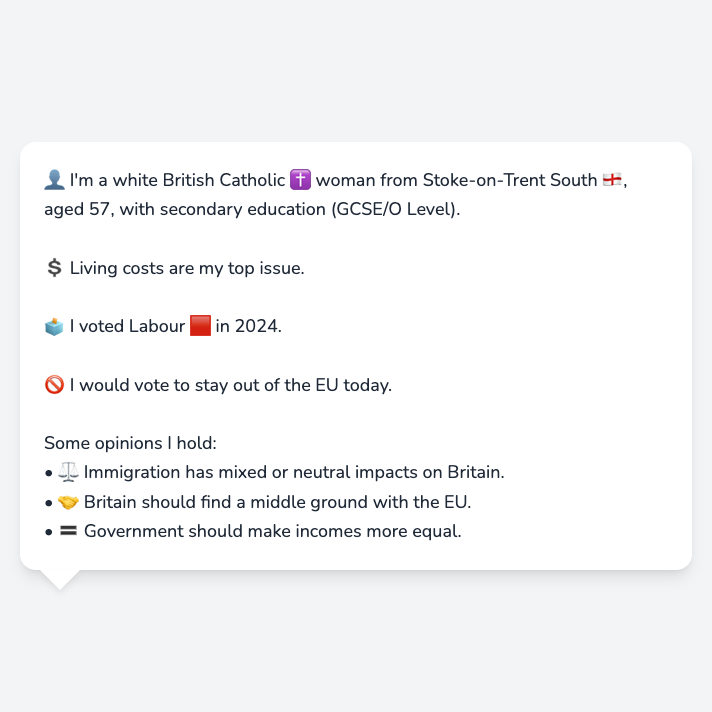 👤 I'm a white British Catholic ✝️ woman from Stoke-on-Trent South 🏴󠁧󠁢󠁥󠁮󠁧󠁿,
aged 57, with secondary education (GCSE/O Level).
💲 Living costs are my top issue.
🗳️ I voted Labour 🟥 in 2024.
🚫 I would vote to stay out of the EU today.
Some opinions I hold:
• ⚖️ Immigration has mixed or neutral impacts on Britain.
• 🤝 Britain should find a middle ground with the EU.
• 🟰 Government should make incomes more equal.